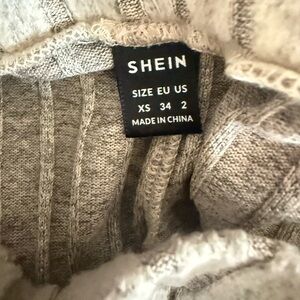 SHEIN
SIZE EU US
XS 34 2
MADE IN CHINA